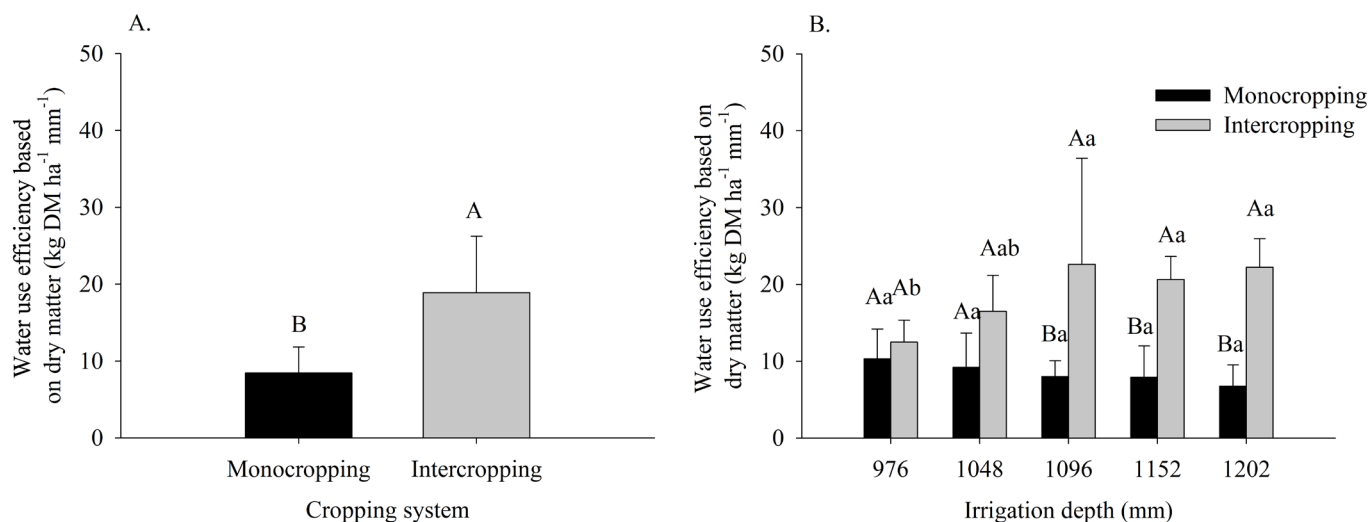 A.
Water use efficiency based
on dry matter (kg DM ha⁻¹ mm⁻¹)
50
40
30
20
10
0
B
A
Monocropping Intercropping
Cropping system
B.
Water use efficiency based on
dry matter (kg DM ha⁻¹ mm⁻¹)
50
40
30
20
10
0
Monocropping
Intercropping
Aa Ab
Aa Aab
Ba Aa
Ba Aa
Ba Aa
976 1048 1096 1152 1202
Irrigation depth (mm)